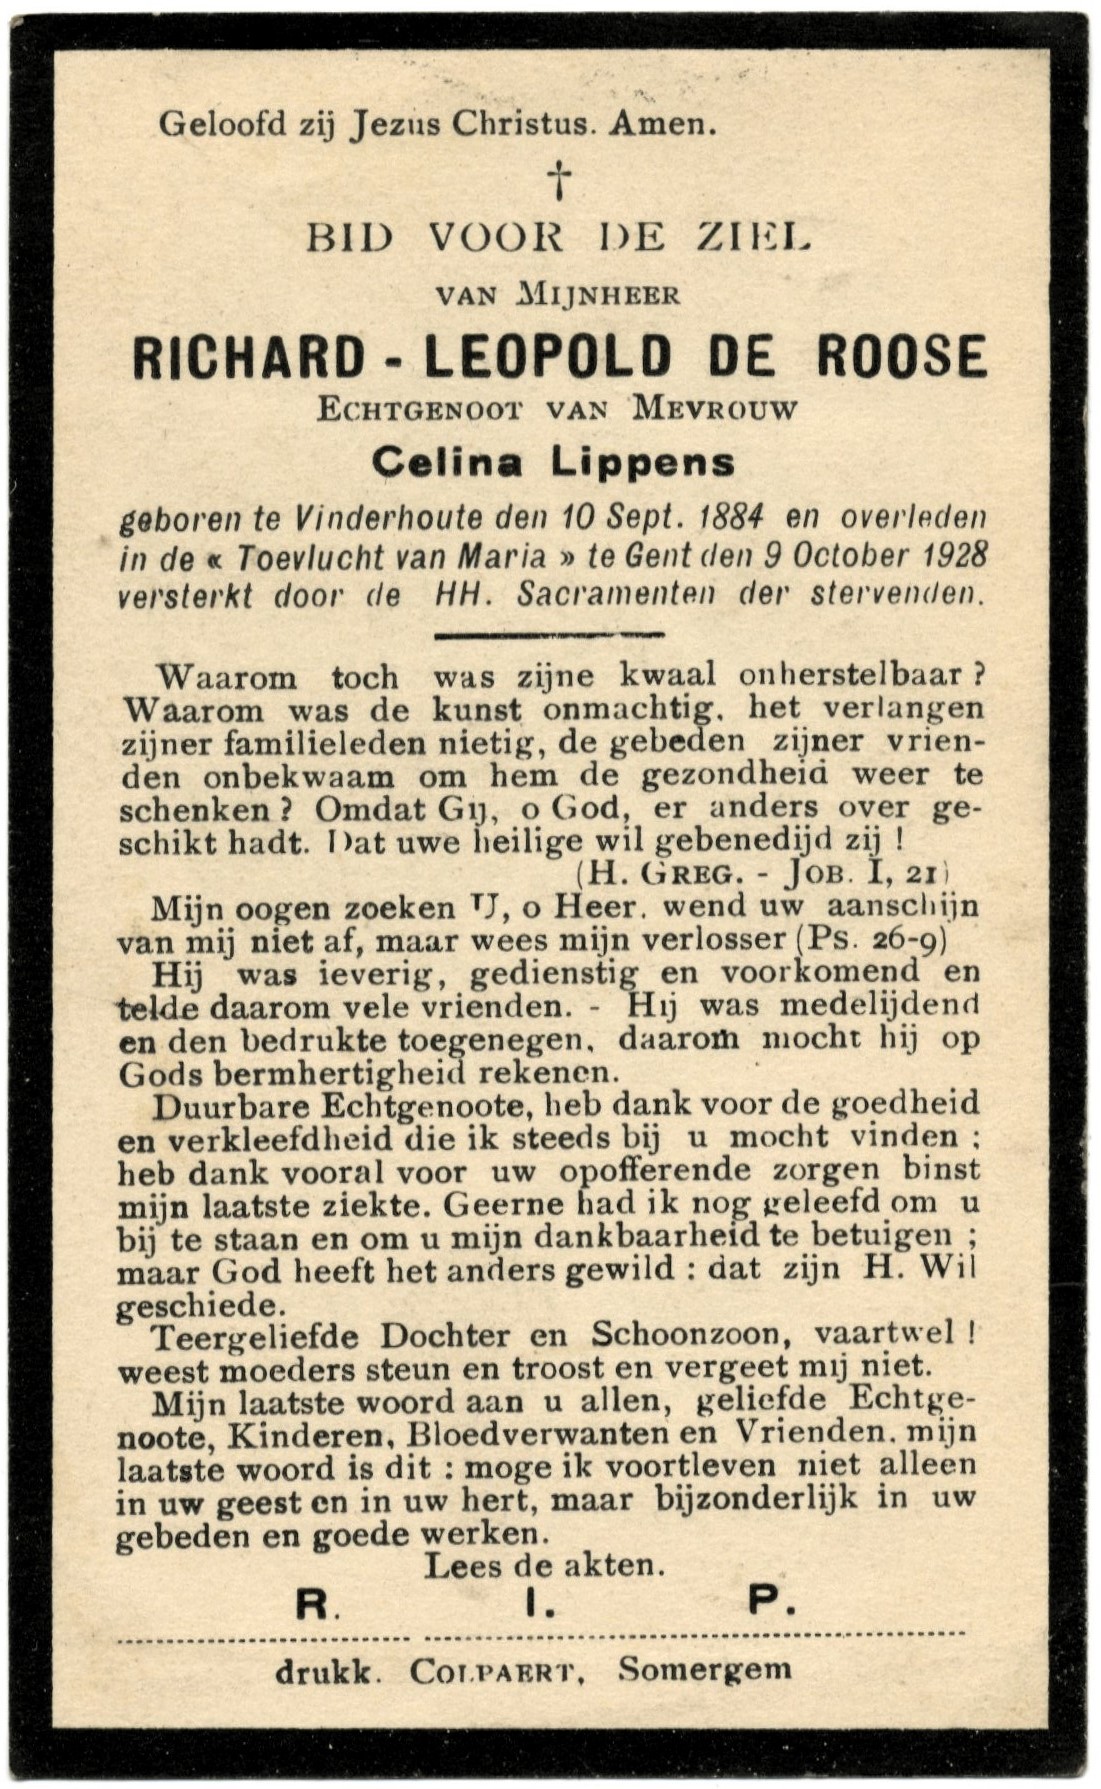 Geloofd zij Jezus Christus. Amen.
†
BID VOOR DE ZIEL
VAN MIJNHEER
RICHARD - LEOPOLD DE ROOSE
ECHTGENOOT VAN MEVROUW
Celina Lippens
geboren te Vinderhoute den 10 Sept. 1884 en overleden
in de « Toevlucht van Maria » te Gent den 9 October 1928
versterkt door de HH. Sacramenten der stervenden.
Waarom toch was zijne kwaal onherstelbaar ?
Waarom was de kunst onmachtig, het verlangen
zijner familieleden nietig, de gebeden zijner vrien-
den onbekwaam om hem de gezondheid weer te
schenken ? Omdat Gij, o God, er anders over ge-
schikt hadt. Dat uwe heilige wil gebenedijd zij !
(H. GREG. - JOB. I, 21)
Mijn oogen zoeken U, o Heer, wend uw aanschijn
van mij niet af, maar wees mijn verlosser (Ps. 26-9)
Hij was ieverig, gedienstig en voorkomend en
telde daarom vele vrienden. - Hij was medelijdend
en den bedrukte toegenegen, daarom mocht hij op
Gods bermhertigheid rekenen.
Duurbare Echtgenoote, heb dank voor de goedheid
en verkleefdheid die ik steeds bij u mocht vinden ;
heb dank vooral voor uw opofferende zorgen binst
mijn laatste ziekte. Geerne had ik nog geleefd om u
bij te staan en om u mijn dankbaarheid te betuigen ;
maar God heeft het anders gewild : dat zijn H. Wil
geschiede.
Teergeliefde Dochter en Schoonzoon, vaartwel !
weest moeders steun en troost en vergeet mij niet.
Mijn laatste woord aan u allen, geliefde Echtge-
noote, Kinderen, Bloedverwanten en Vrienden, mijn
laatste woord is dit : moge ik voortleven niet alleen
in uw geest en in uw hert, maar bijzonderlijk in uw
gebeden en goede werken.
Lees de akten.
R. I. P.
drukk. COLPAERT, Somergem